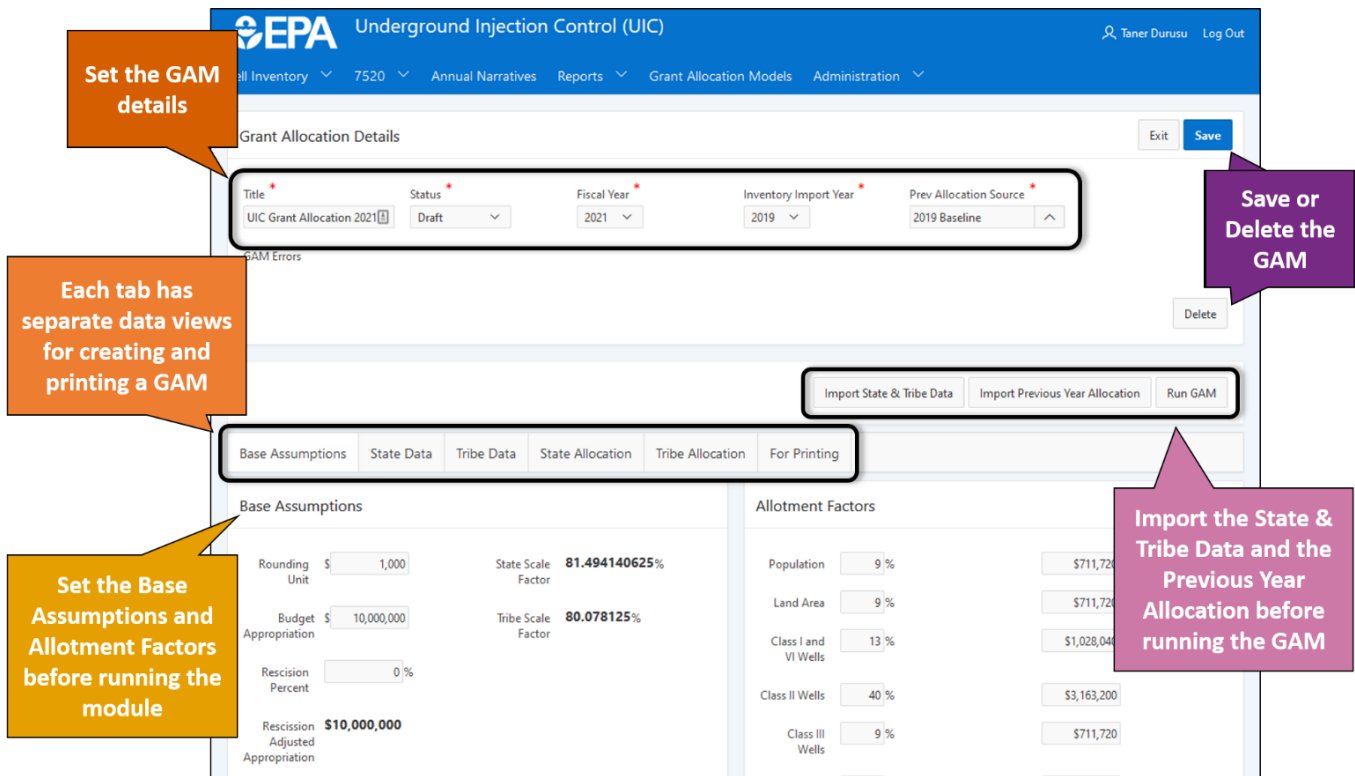 EPA
Underground Injection Control (UIC)
Taner Durusu Log Out
ell Inventory 7520 Annual Narratives Reports Grant Allocation Models Administration
Set the GAM
details
Grant Allocation Details
Exit Save
Title * Status * Fiscal Year * Inventory Import Year * Prev Allocation Source *
UIC Grant Allocation 2021 Draft 2021 2019 2019 Baseline
GAM Errors
Save or
Delete the
GAM
Delete
Each tab has
separate data views
for creating and
printing a GAM
Import State & Tribe Data Import Previous Year Allocation Run GAM
Base Assumptions State Data Tribe Data State Allocation Tribe Allocation For Printing
Base Assumptions
Rounding
Unit
$ 1,000
State Scale
Factor
81.494140625%
Budget
Appropriation
$ 10,000,000
Tribe Scale
Factor
80.078125%
Rescision
Percent
0 %
Rescission
Adjusted
Appropriation
$10,000,000
Allotment Factors
Population 9 % $711,720
Land Area 9 % $711,720
Class I and
VI Wells
13 % $1,028,040
Class II Wells 40 % $3,163,200
Class III
Wells
9 % $711,720
Set the Base
Assumptions and
Allotment Factors
before running the
module
Import the State &
Tribe Data and the
Previous Year
Allocation before
running the GAM